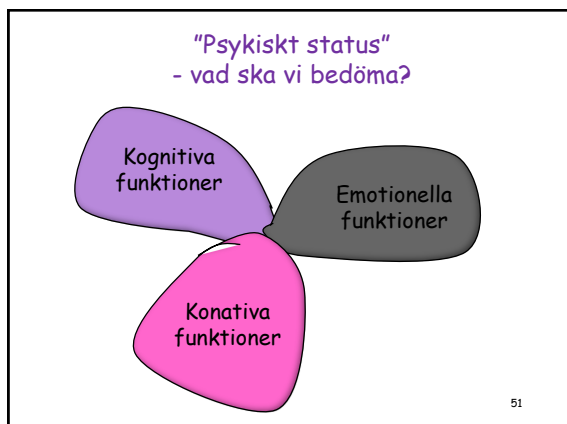 "Psykiskt status"
- vad ska vi bedöma?
Kognitiva
funktioner
Emotionella
funktioner
Konativa
funktioner
51